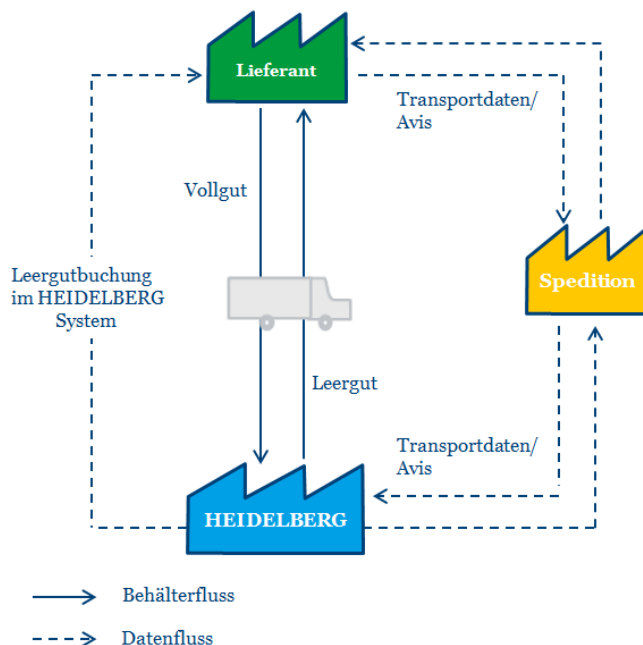 Lieferant
Transportdaten/
Avis
Vollgut
Spedition
Leergutbuchung
im HEIDELBERG
System
Leergut
Transportdaten/
Avis
HEIDELBERG
Behälterfluss
Datenfluss